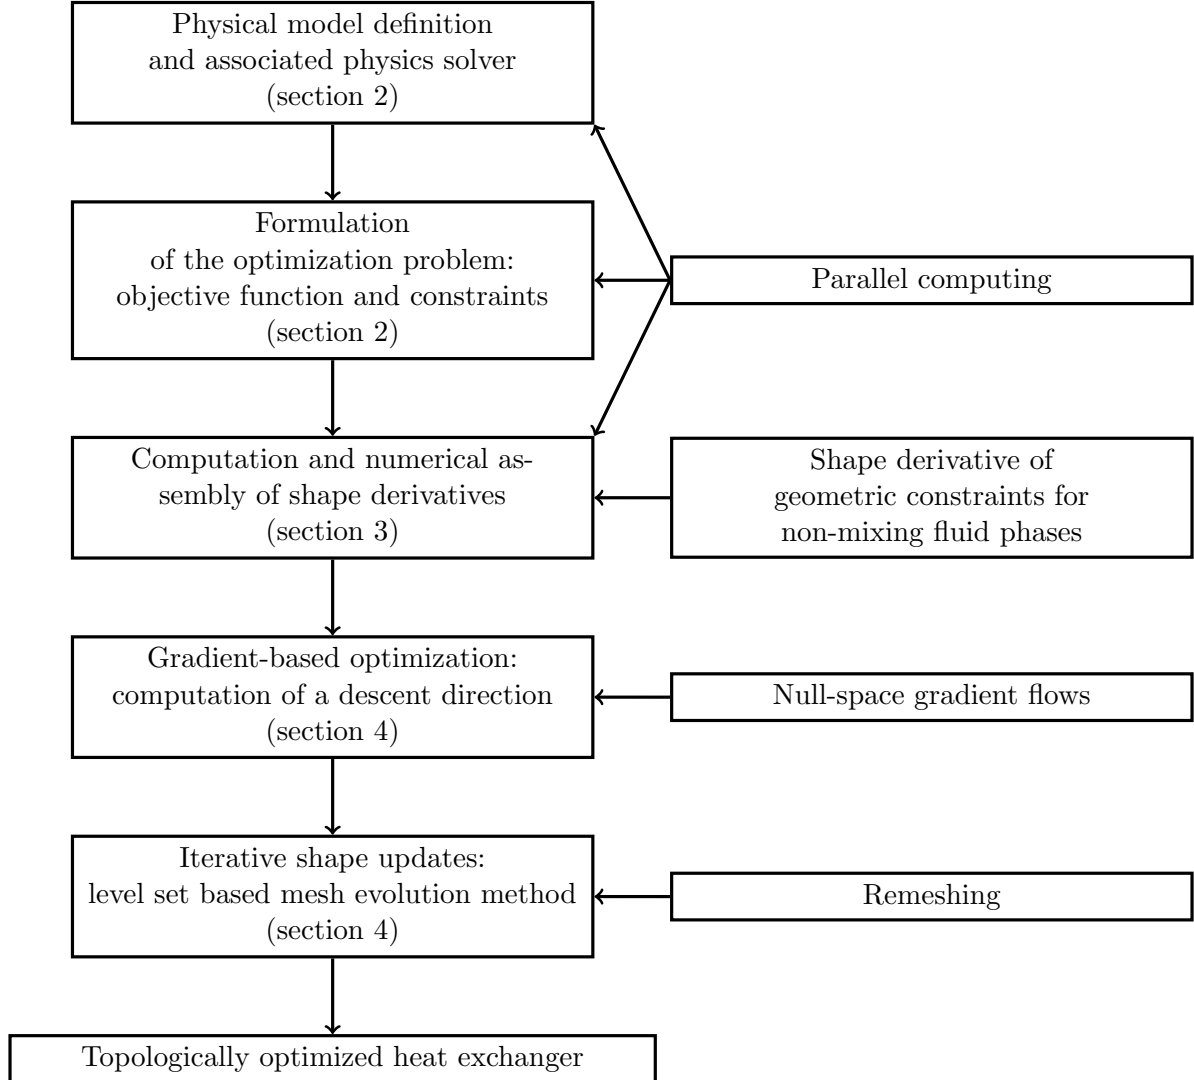 Physical model definition
and associated physics solver
(section 2)
Formulation
of the optimization problem:
objective function and constraints
(section 2)
Parallel computing
Computation and numerical as-
sembly of shape derivatives
(section 3)
Shape derivative of
geometric constraints for
non-mixing fluid phases
Gradient-based optimization:
computation of a descent direction
(section 4)
Null-space gradient flows
Iterative shape updates:
level set based mesh evolution method
(section 4)
Remeshing
Topologically optimized heat exchanger